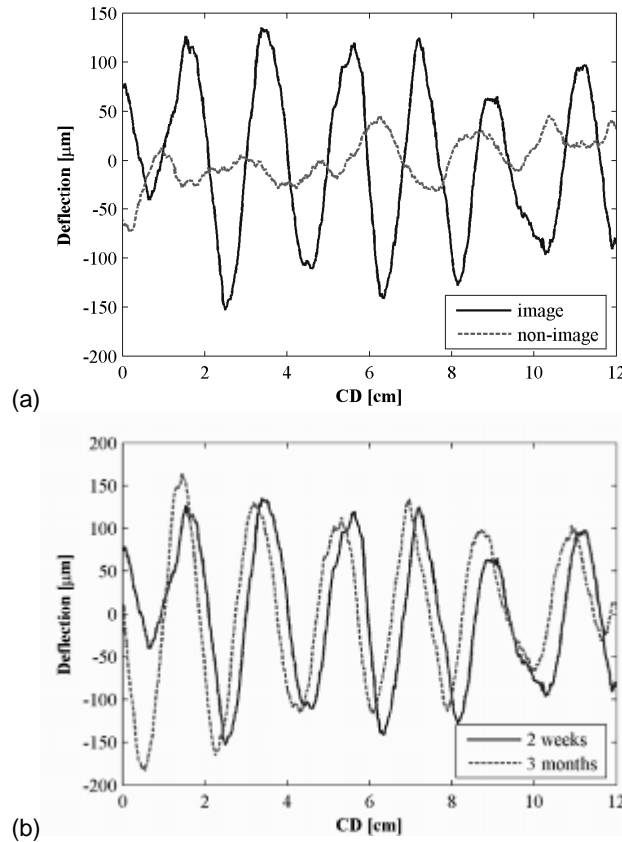 150
100
50
0
-50
-100
-150
-200
Deflection [µm]
image
non-image
0 2 4 6 8 10 12
CD [cm]
(a)
200
150
100
50
0
-50
-100
-150
-200
Deflection [µm]
2 weeks
3 months
0 2 4 6 8 10 12
CD [cm]
(b)